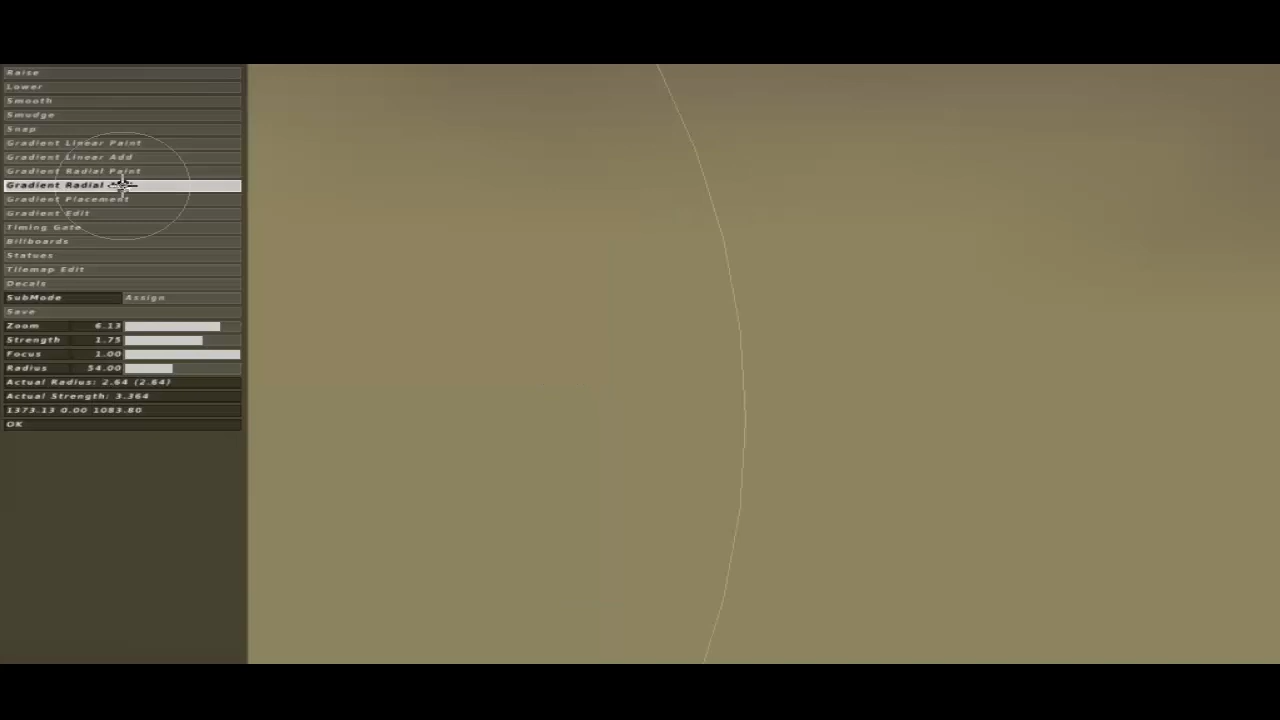 Raise
Lower
Smooth
Smudge
Snap
Gradient Linear Paint
Gradient Linear Add
Gradient Radial Paint
Gradient Radial
Gradient Placement
Gradient Edit
Timing Gate
Billboards
Statues
Tilemap Edit
Decals
SubMode Assign
Save
Zoom 6.13
Strength 1.75
Focus 1.00
Radius 54.00
Actual Radius: 2.64 (2.64)
Actual Strength: 3.364
1373.13 0.00 1083.80
OK